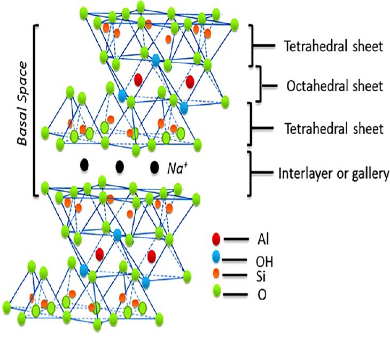 Tetrahedral sheet
Octahedral sheet
Tetrahedral sheet
Basal Space
Na⁺
Interlayer or gallery
Al
OH
Si
O